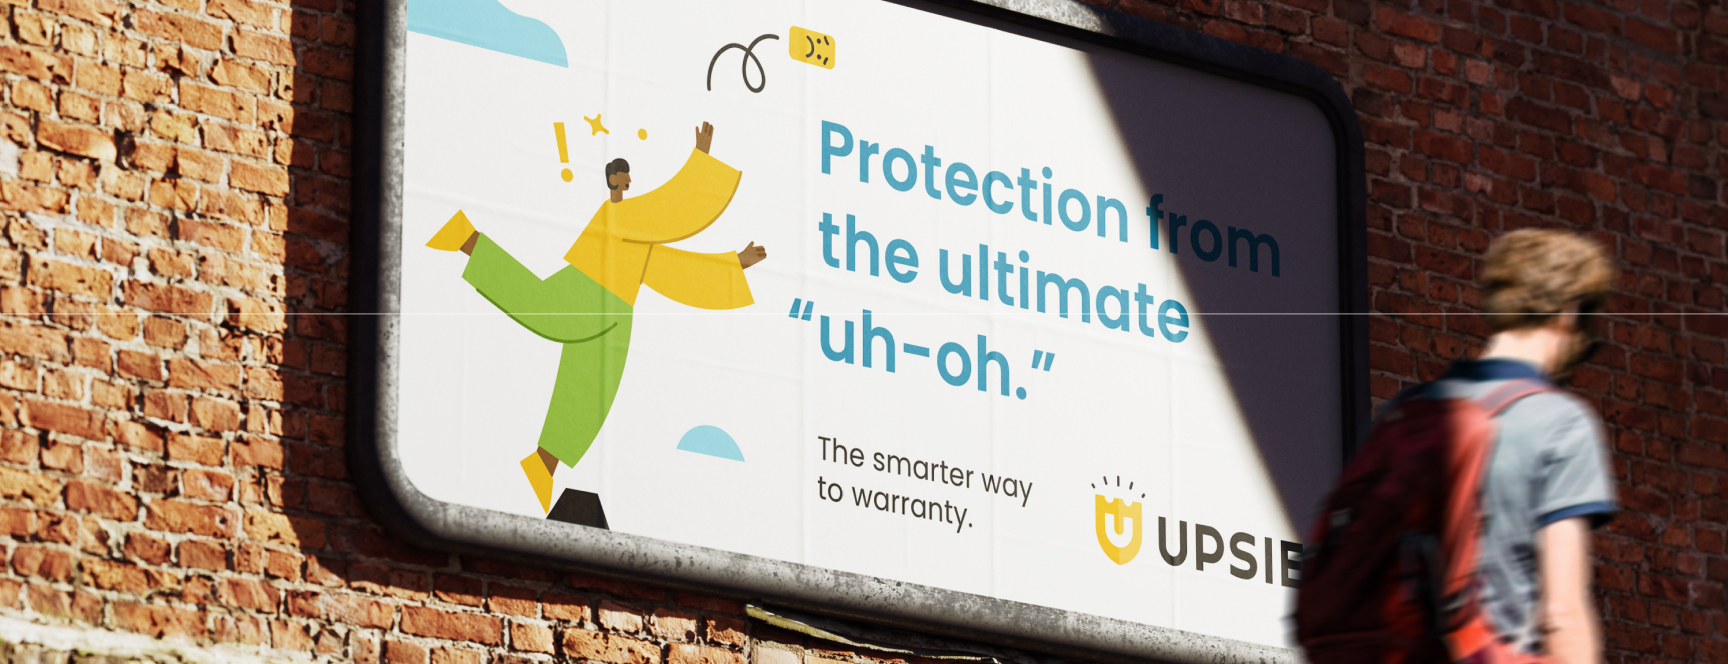 Protection from
the ultimate
“uh-oh.”
The smarter way
to warranty.
UPSIE